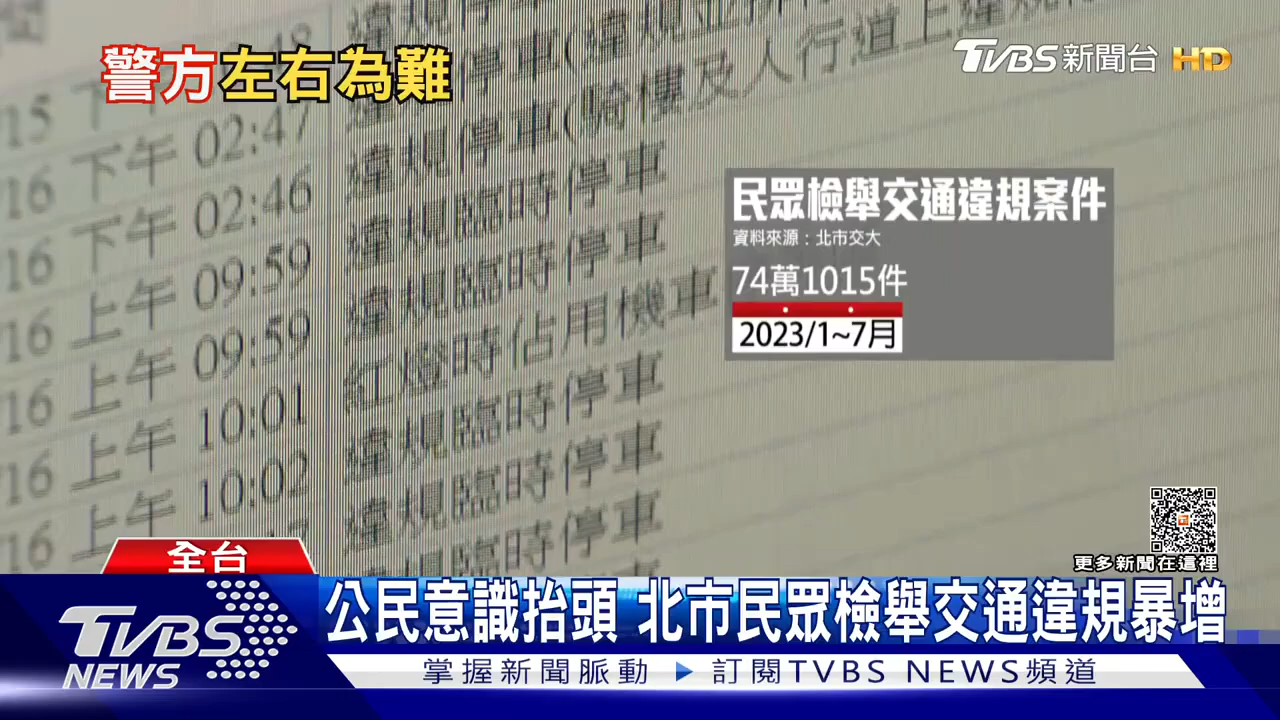 警方左右為難
TVBS新聞台 HD
15 下
16 下午 02:47
16 下午 02:46
16 上午 09:59
16 上午 09:59
16 上午 10:01
16 上午 10:02
違規停車(騎樓及人行道上違規停
違規臨時停車
違規臨時停車
紅燈時佔用機車
違規臨時停車
違規臨時停車
違規臨時停車
民眾檢舉交通違規案件
資料來源：北市交大
74萬1015件
2023/1~7月
更多新聞在這裡
全台
公民意識抬頭 北市民眾檢舉交通違規暴增
TVBS NEWS
掌握新聞脈動 ▶ 訂閱TVBS NEWS頻道